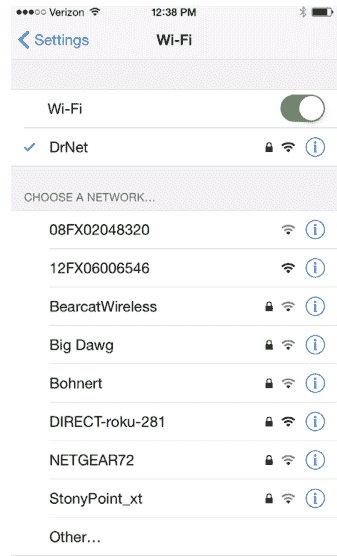 Verizon 12:38 PM
Settings Wi-Fi
Wi-Fi
DrNet
CHOOSE A NETWORK...
08FX02048320
12FX06006546
BearcatWireless
Big Dawg
Bohnert
DIRECT-roku-281
NETGEAR72
StonyPoint_xt
Other...